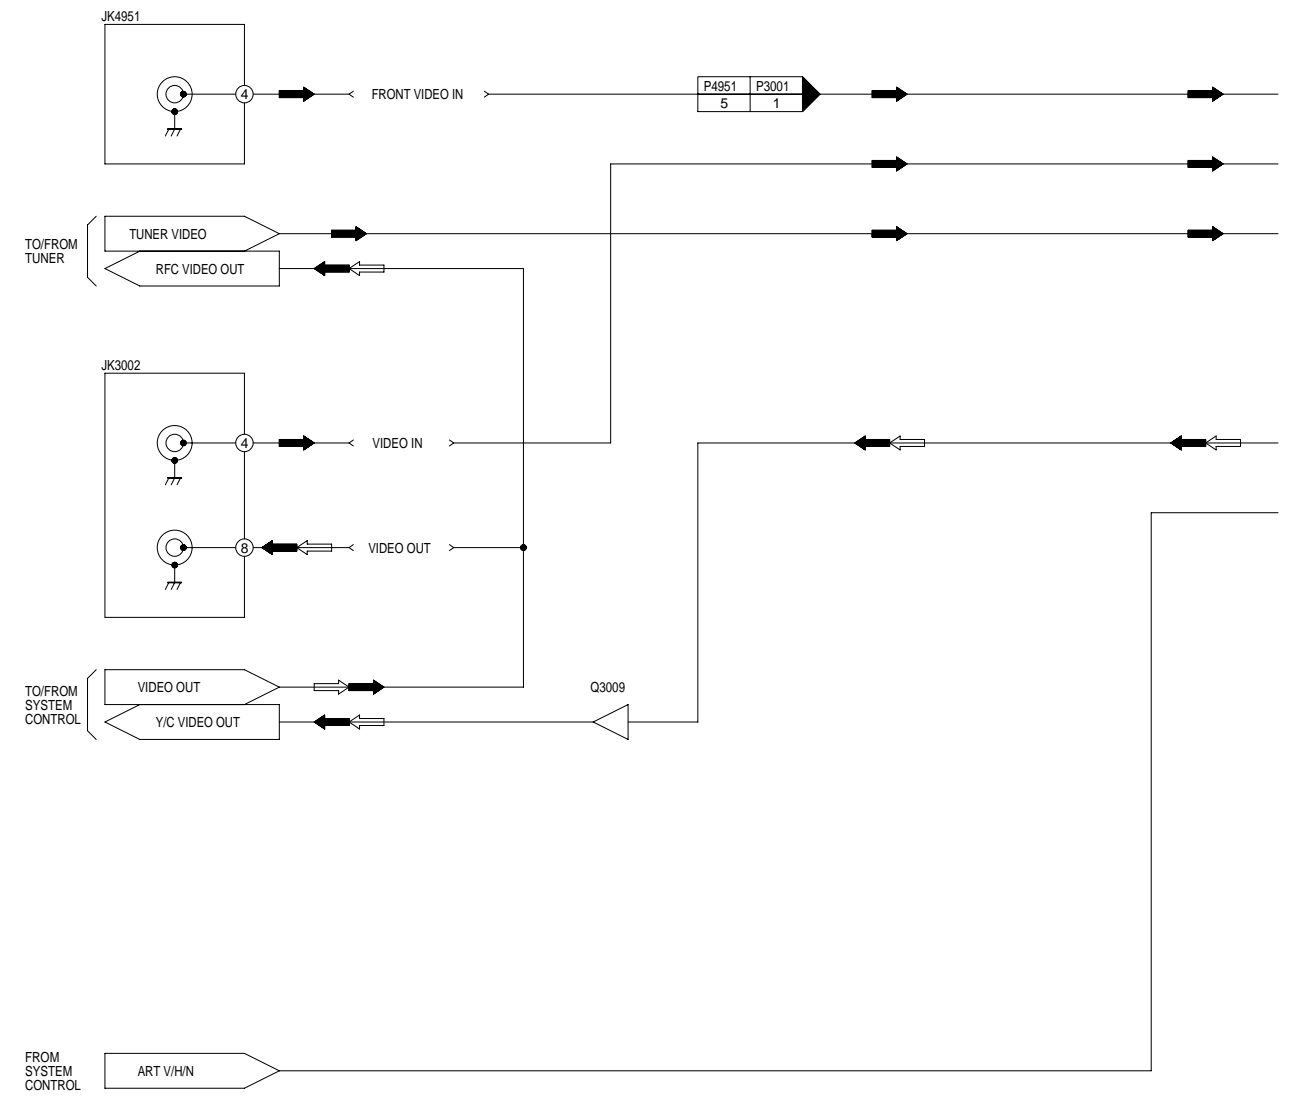 JK4951
4
FRONT VIDEO IN
P4951 P3001
5 1
TO/FROM
TUNER
TUNER VIDEO
RFC VIDEO OUT
JK3002
4
VIDEO IN
8
VIDEO OUT
TO/FROM
SYSTEM
CONTROL
VIDEO OUT
Y/C VIDEO OUT
Q3009
FROM
SYSTEM
CONTROL
ART V/H/N